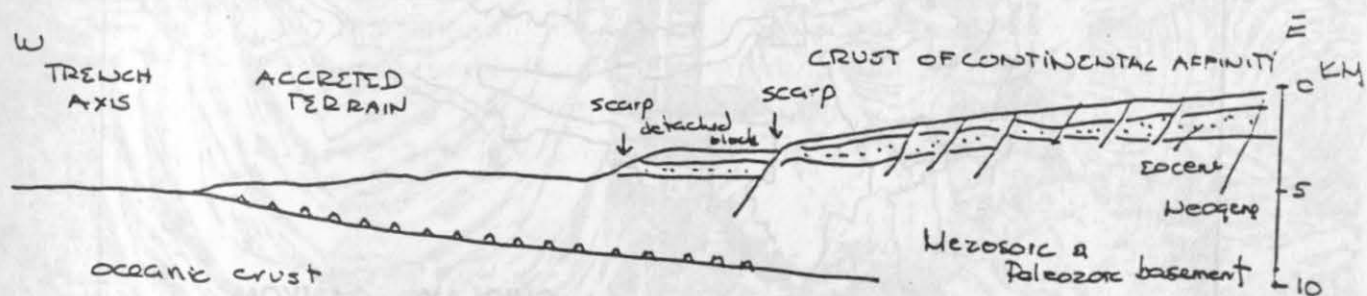 W
E
TRENCH
AXIS
ACCRETED
TERRAIN
CRUST OF CONTINENTAL AFFINITI
KM
0
scarp
detached
block
scarp
Eocene
5
Neogene
Mezosoic &
Paleozoic basement
10
oceanic crust